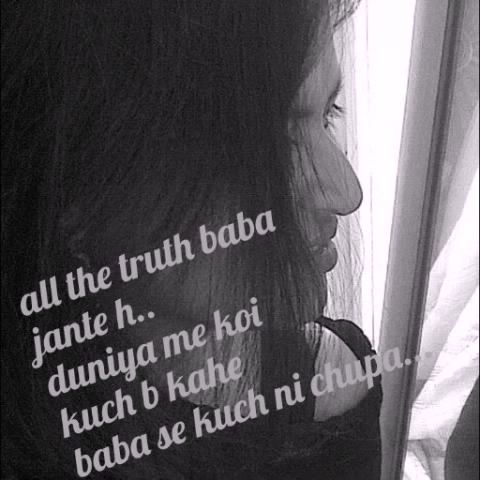 all the truth baba
jante h..
duniya me koi
kuch b kahe
baba se kuch ni chupa...